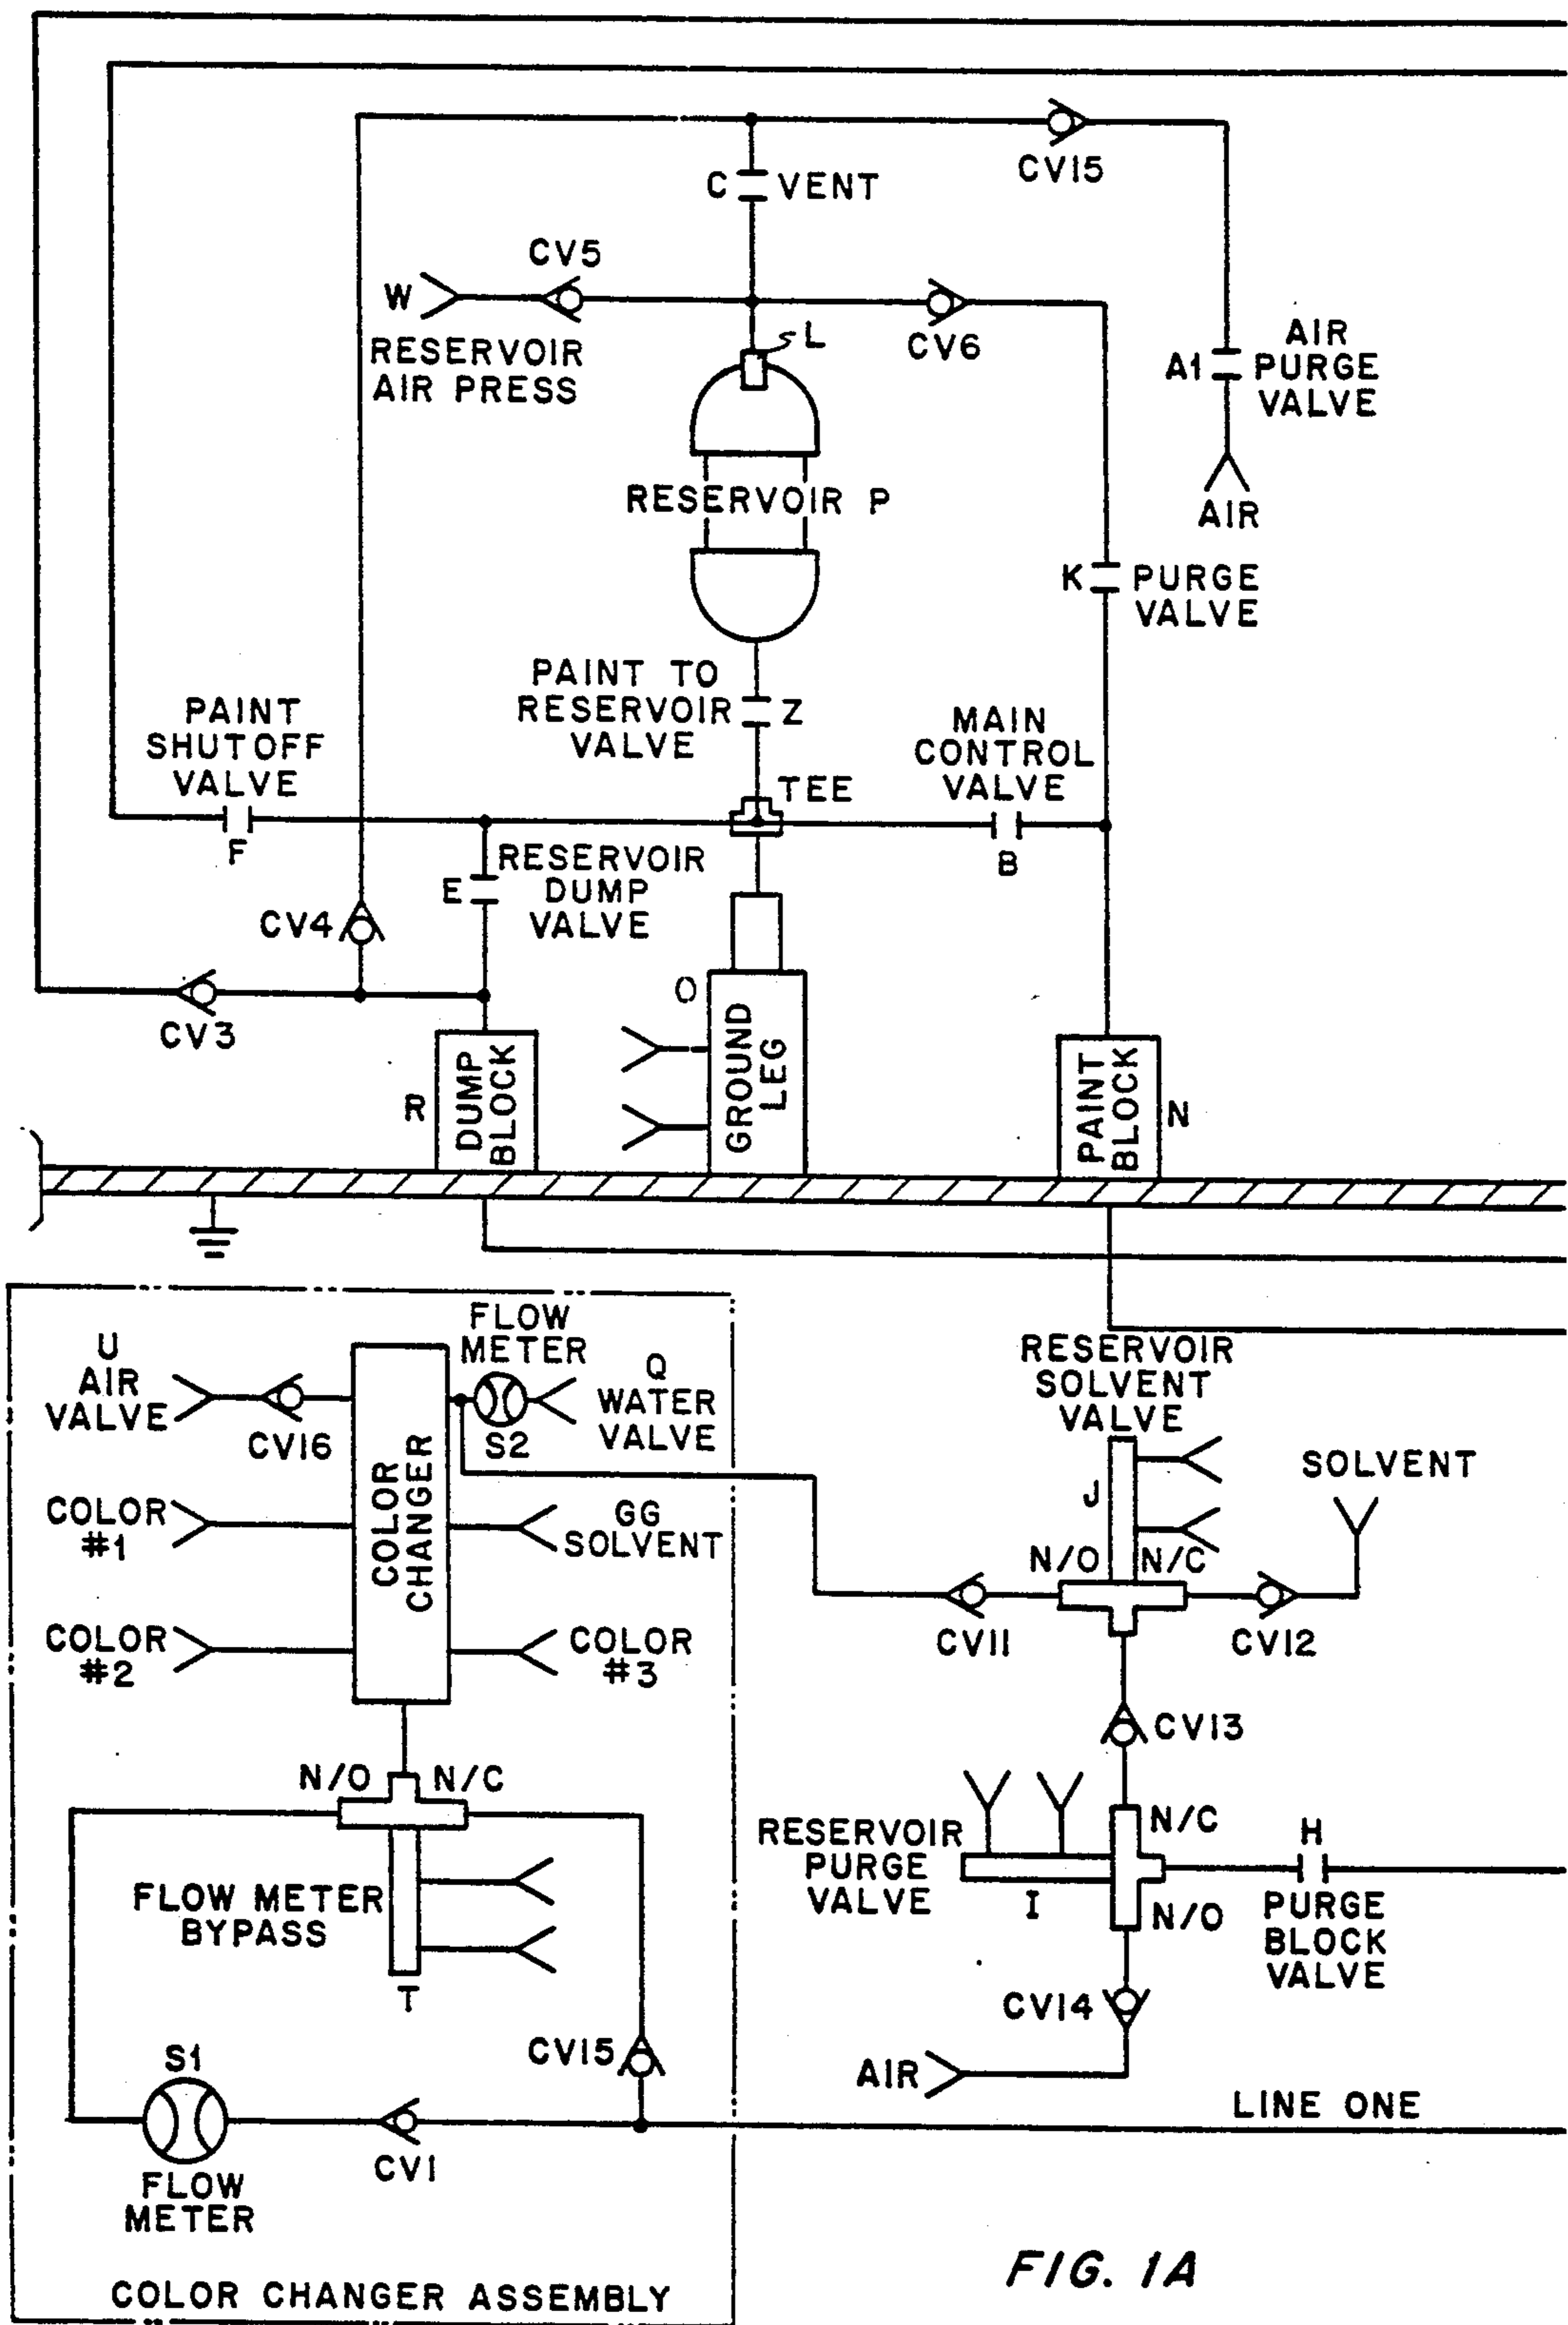 CV15
C VENT
CV5
W
RESERVOIR
AIR PRESS
L
CV6
AIR
PURGE
VALVE
A1
RESERVOIR P
AIR
K PURGE
VALVE
PAINT TO
RESERVOIR
VALVE
Z
PAINT
SHUTOFF
VALVE
MAIN
CONTROL
VALVE
TEE
F
B
RESERVOIR
DUMP
VALVE
E
CV4
O
CV3
R
DUMP
BLOCK
GROUND
LEG
PAINT
BLOCK
N
FLOW
METER
U
AIR
VALVE
Q
WATER
VALVE
CV16
S2
RESERVOIR
SOLVENT
VALVE
COLOR
CHANGER
COLOR
#1
GG
SOLVENT
J
SOLVENT
N/O
N/C
COLOR
#2
COLOR
#3
CV11
CV12
CV13
N/O
N/C
RESERVOIR
PURGE
VALVE
N/C
H
I
N/O
PURGE
BLOCK
VALVE
FLOW METER
BYPASS
T
CV14
CV15
S1
AIR
LINE ONE
CV1
FLOW
METER
FIG. 1A
COLOR CHANGER ASSEMBLY